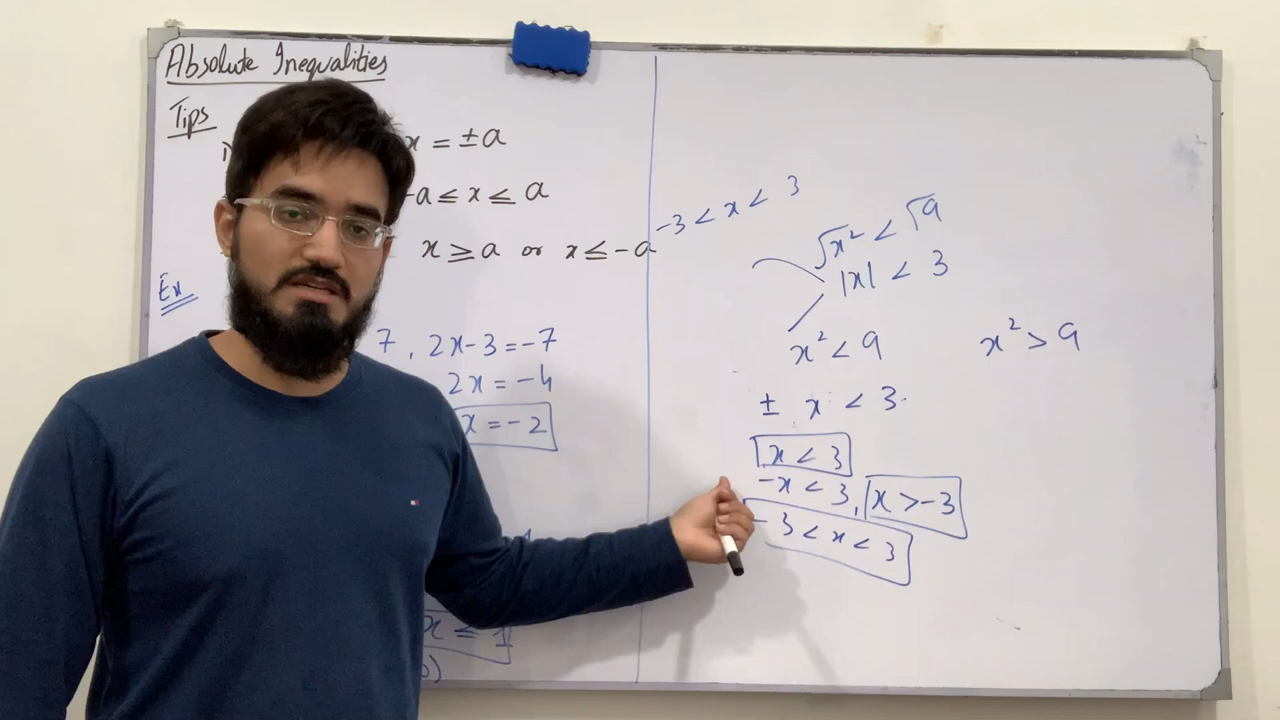 Absolute Inequalities
Tips
x = ±a
-a ≤ x ≤ a
x ≥ a or x ≤ -a
Ex
7, 2x-3 = -7
2x = -4
x = -2
x ≤ 1
-3 < x < 3
√x² < √9
|x| < 3
x² < 9
x² > 9
± x < 3
x < 3
-x < 3, x > -3
-3 < x < 3